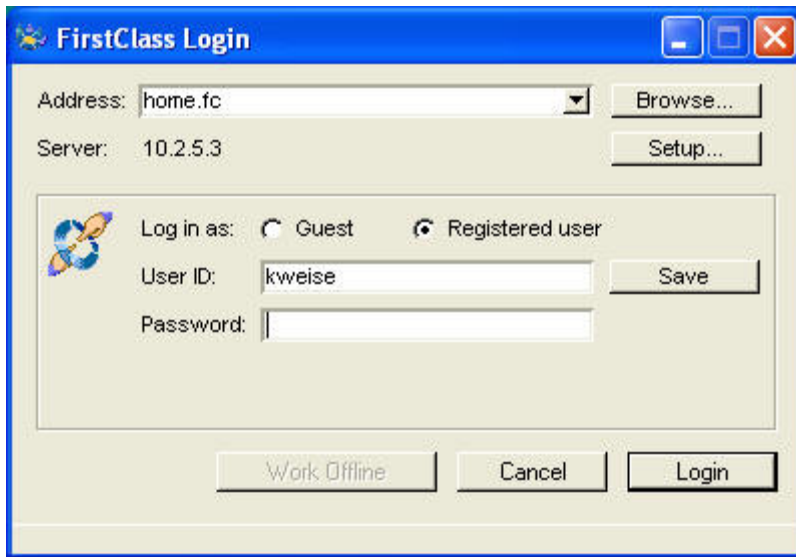 FirstClass Login
Address: home.fc Browse...
Server: 10.2.5.3 Setup...
Log in as: Guest Registered user
User ID: kweise Save
Password:
Work Offline Cancel Login